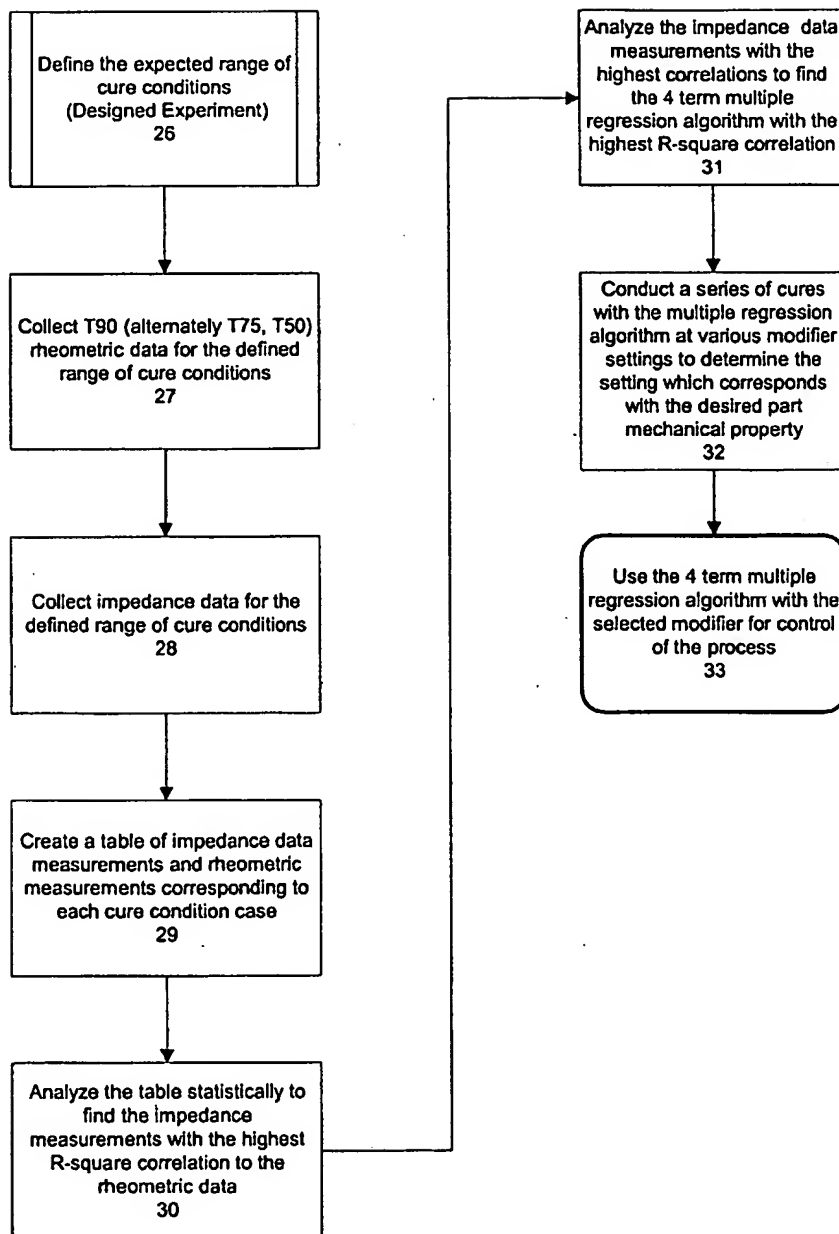 Define the expected range of
cure conditions
(Designed Experiment)
26
Collect T90 (alternately T75, T50)
rheometric data for the defined
range of cure conditions
27
Collect impedance data for the
defined range of cure conditions
28
Create a table of impedance data
measurements and rheometric
measurements corresponding to
each cure condition case
29
Analyze the table statistically to
find the impedance
measurements with the highest
R-square correlation to the
rheometric data
30
Analyze the impedance data
measurements with the
highest correlations to find
the 4 term multiple
regression algorithm with the
highest R-square correlation
31
Conduct a series of cures
with the multiple regression
algorithm at various modifier
settings to determine the
setting which corresponds
with the desired part
mechanical property
32
Use the 4 term multiple
regression algorithm with the
selected modifier for control
of the process
33